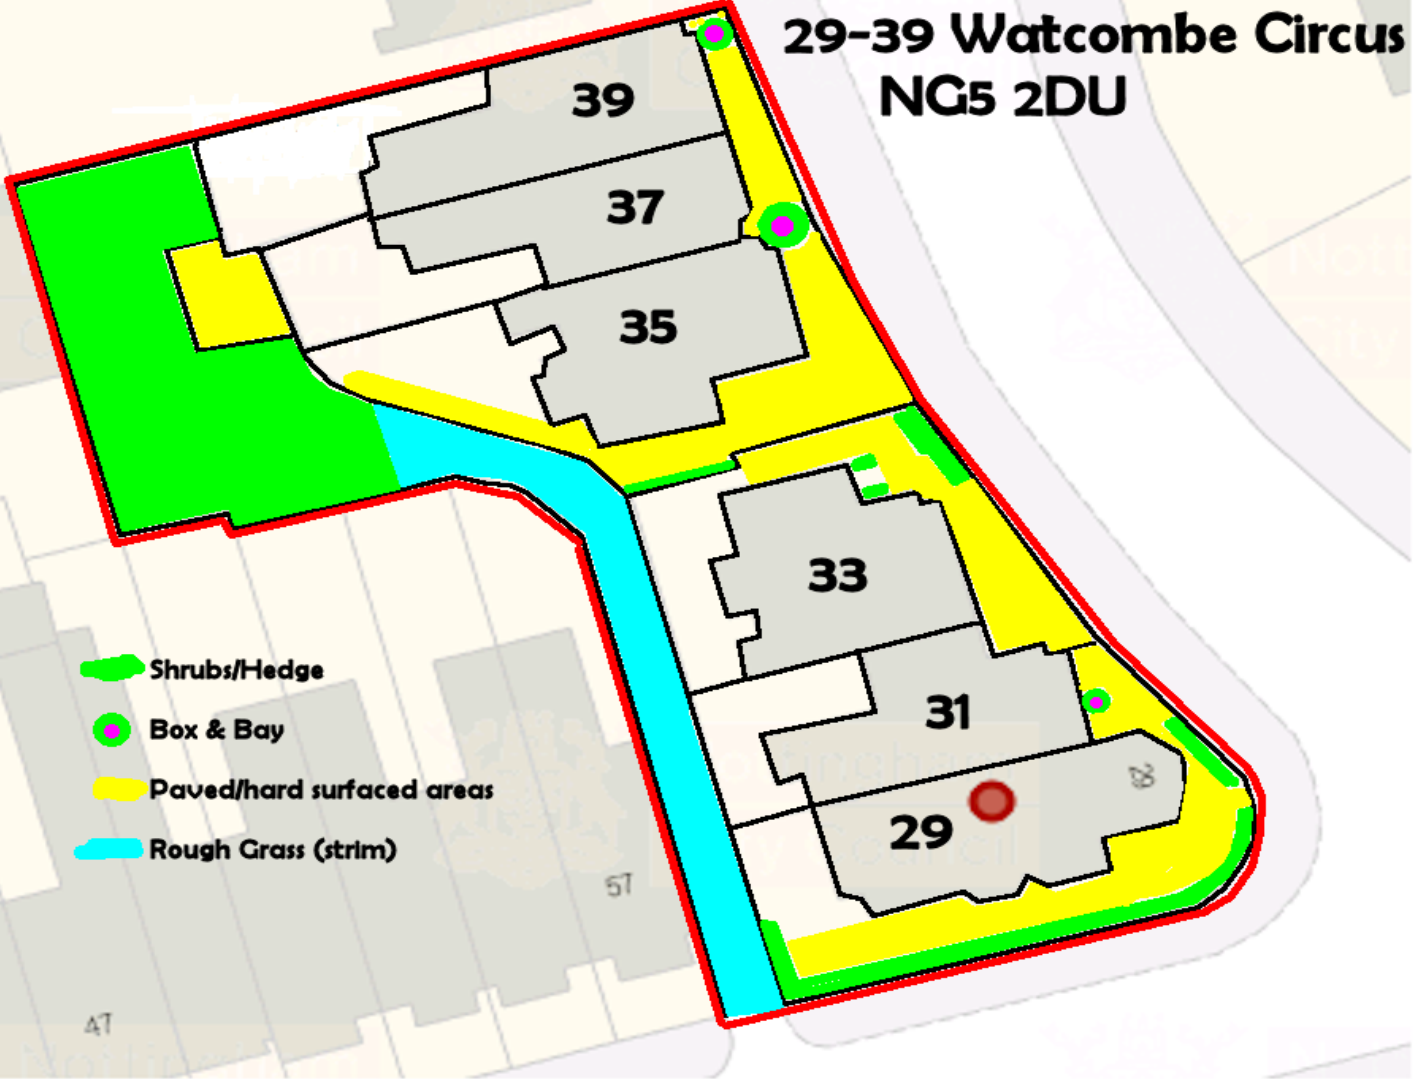 29-39 Watcombe Circus
NG5 2DU
39
37
35
33
31
29
Shrubs/Hedge
Box & Bay
Paved/hard surfaced areas
Rough Grass (strim)
57
47